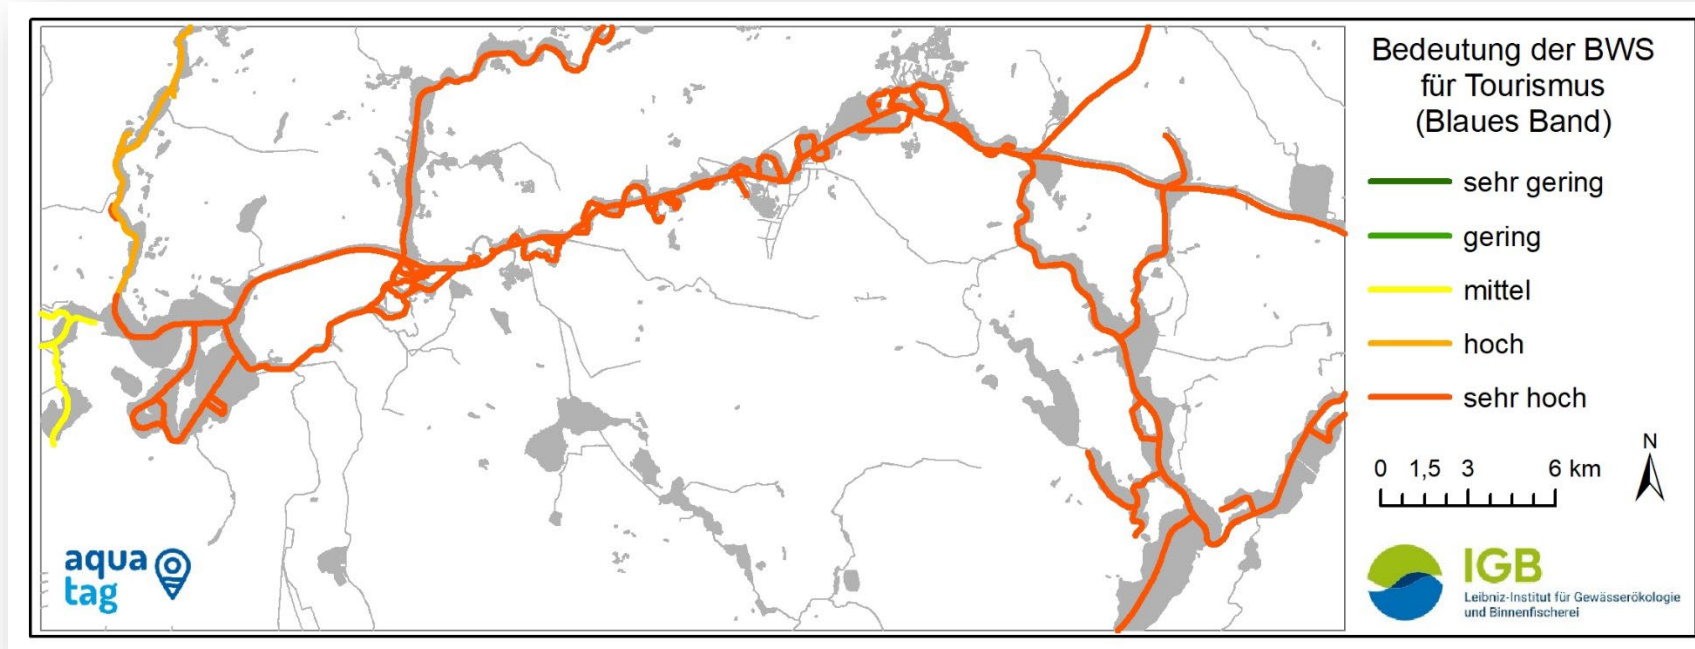 Bedeutung der BWS
für Tourismus
(Blaues Band)
sehr gering
gering
mittel
hoch
sehr hoch
N
0 1,5 3 6 km
aqua
tag
IGB
Leibniz-Institut für Gewässerökologie
und Binnenfischerei